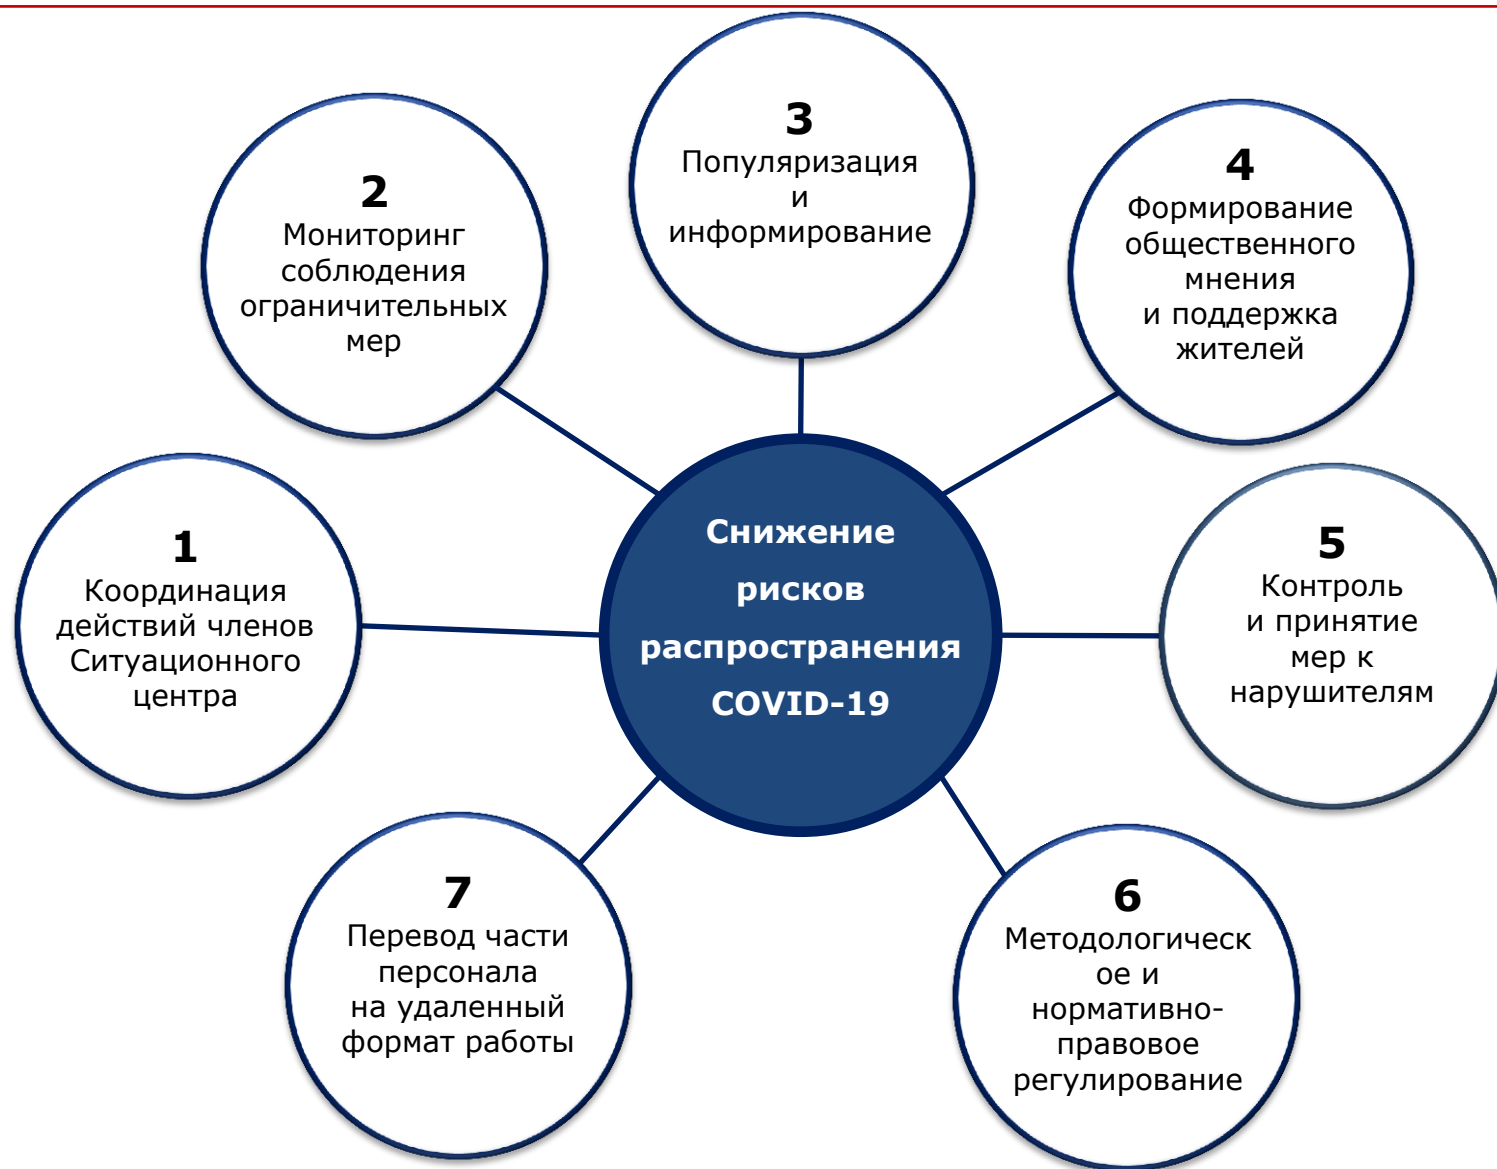 1
Координация
действий членов
Ситуационного
центра
2
Мониторинг
соблюдения
ограничительных
мер
3
Популяризация
и
информирование
4
Формирование
общественного
мнения
и поддержка
жителей
5
Контроль
и принятие
мер к
нарушителям
6
Методологическ
ое и
нормативно-
правовое
регулирование
7
Перевод части
персонала
на удаленный
формат работы
Снижение
рисков
распространения
COVID-19